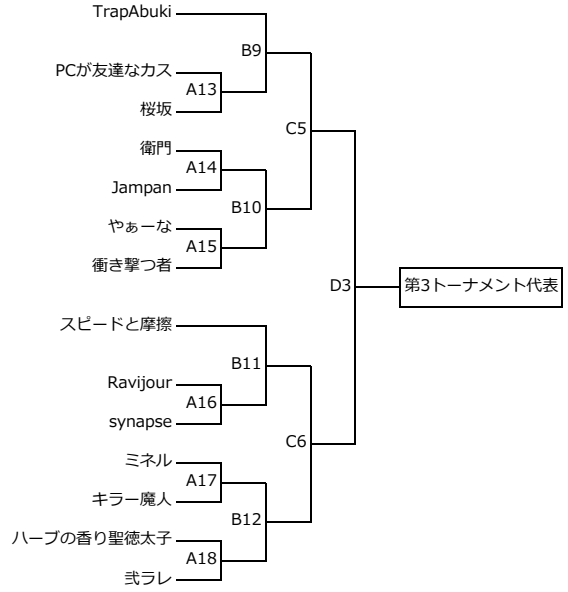 TrapAbuki
B9
PCが友達なカス
A13
桜坂
C5
衛門
A14
Jampan
B10
やぁーな
A15
衝き撃つ者
D3
第3トーナメント代表
スピードと摩擦
B11
Ravijour
A16
synapse
C6
ミネル
A17
キラー魔人
B12
ハーブの香り聖徳太子
A18
弐ラレ